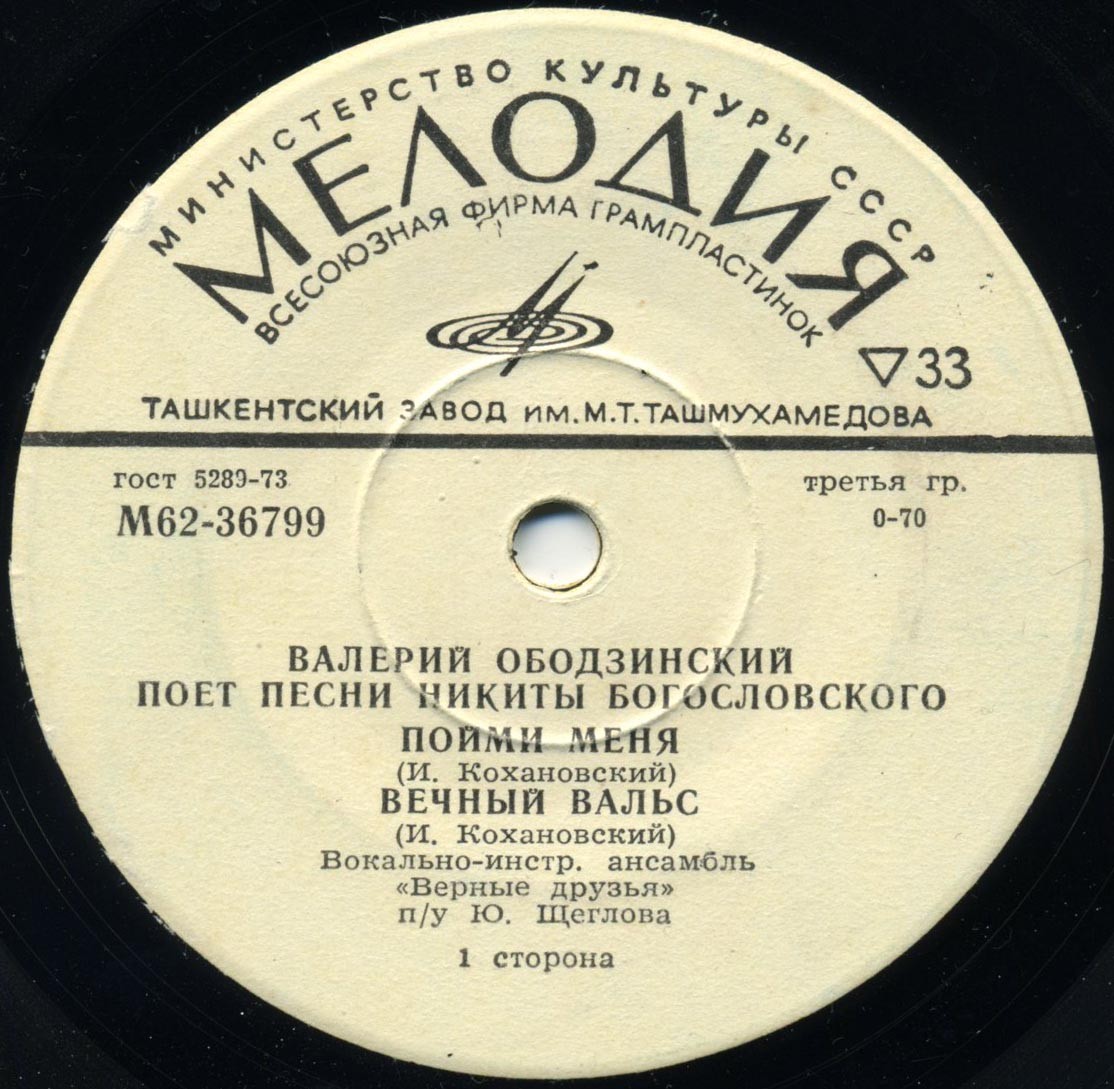 МИНИСТЕРСТВО КУЛЬТУРЫ СССР
МЕЛОДИЯ
ВСЕСОЮЗНАЯ ФИРМА ГРАМПЛАСТИНОК
▽33
ТАШКЕНТСКИЙ ЗАВОД ИМ. М. Т. ТАШМУХАМЕДОВА
гост 5289-73
третья гр.
М62-36799
0-70
ВАЛЕРИЙ ОБОДЗИНСКИЙ
ПОЕТ ПЕСНИ НИКИТЫ БОГОСЛОВСКОГО
ПОЙМИ МЕНЯ
(И. Кохановский)
ВЕЧНЫЙ ВАЛЬС
(И. Кохановский)
Вокально-инстр. ансамбль
«Верные друзья»
п/у Ю. Щеглова
1 сторона